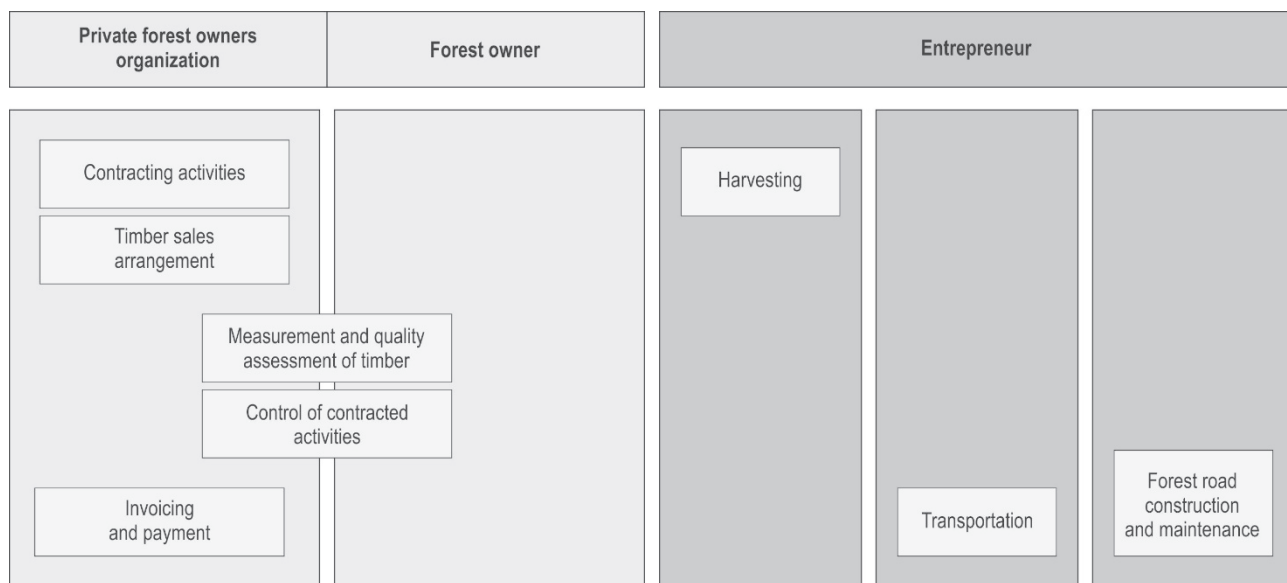 Private forest owners
organization
Forest owner
Entrepreneur
Contracting activities
Timber sales
arrangement
Measurement and quality
assessment of timber
Control of contracted
activities
Invoicing
and payment
Harvesting
Transportation
Forest road
construction
and maintenance